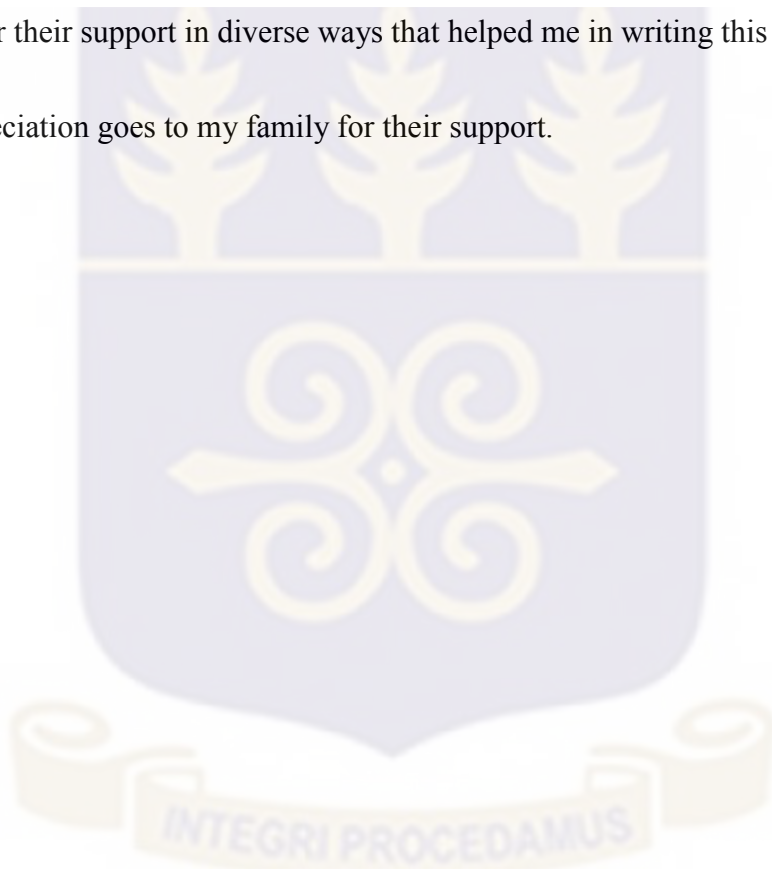 r their support in diverse ways that helped me in writing this
eciation goes to my family for their support.
INTEGRI PROCEDAMUS